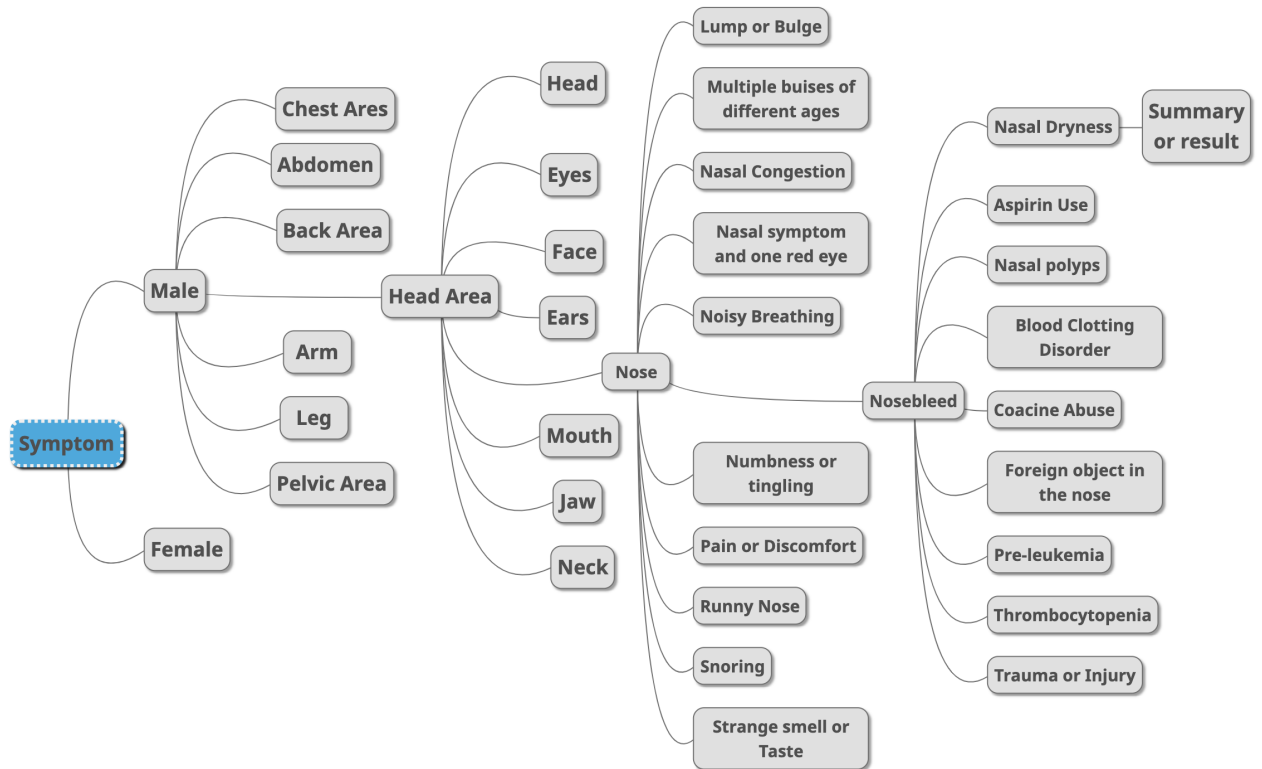 Symptom
Male
Female
Chest Ares
Abdomen
Back Area
Head Area
Arm
Leg
Pelvic Area
Head
Eyes
Face
Ears
Nose
Mouth
Jaw
Neck
Lump or Bulge
Multiple buises of
different ages
Nasal Congestion
Nasal symptom
and one red eye
Noisy Breathing
Nosebleed
Numbness or
tingling
Pain or Discomfort
Runny Nose
Snoring
Strange smell or
Taste
Nasal Dryness
Aspirin Use
Nasal polyps
Blood Clotting
Disorder
Coacine Abuse
Foreign object in
the nose
Pre-leukemia
Thrombocytopenia
Trauma or Injury
Summary
or result